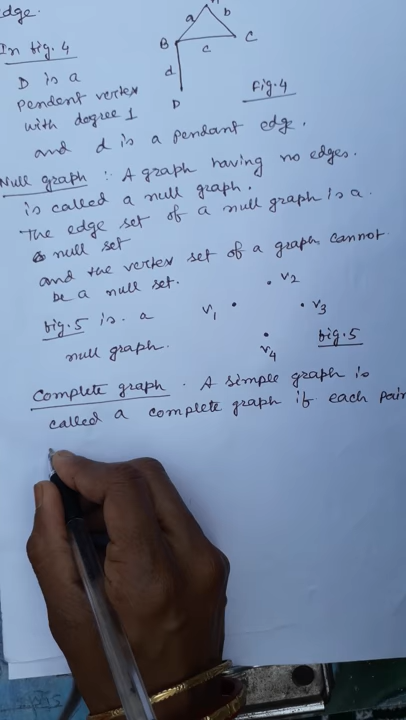 edge.
In fig. 4
D is a
pendent vertex
with degree 1
and d is a pendant edge.
a
b
B
c
C
d
D
Fig. 4
Null graph :- A graph having no edges.
is called a null graph.
The edge set of a null graph is a
null set
and the vertex set of a graph cannot
be a null set.
fig. 5 is a
null graph.
v1
v2
v3
v4
fig. 5
Complete graph. A simple graph is
called a complete graph if each pair